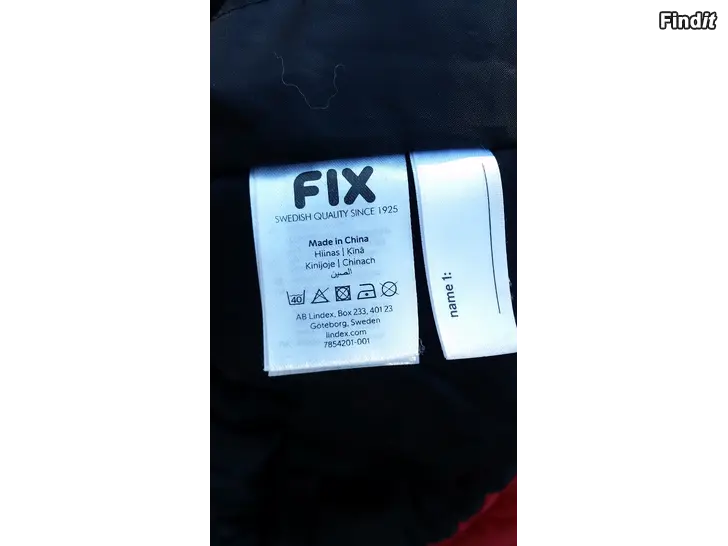 Findit
FIX
SWEDISH QUALITY SINCE 1925
Made in China
Hiinas | Ķīnā
Kinijoje | Chinach
الصين
40
AB Lindex, Box 233, 401 23
Göteborg, Sweden
lindex.com
7854201-001
name 1: